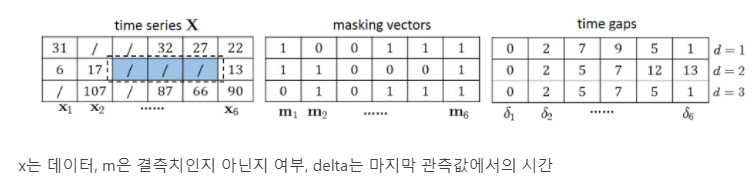 time series X masking vectors time gaps
31 / / 32 27 22 1 0 0 1 1 1 0 2 7 9 5 1 d = 1
6 17 / / / 13 1 1 0 0 0 1 0 2 5 7 12 13 d = 2
/ 107 / 87 66 90 0 1 0 1 1 1 0 2 5 7 5 1 d = 3
x₁ x₂ ...... x₆ m₁ m₂ ...... m₆ δ₁ δ₂ ...... δ₆
x는 데이터, m은 결측치인지 아닌지 여부, delta는 마지막 관측값에서의 시간